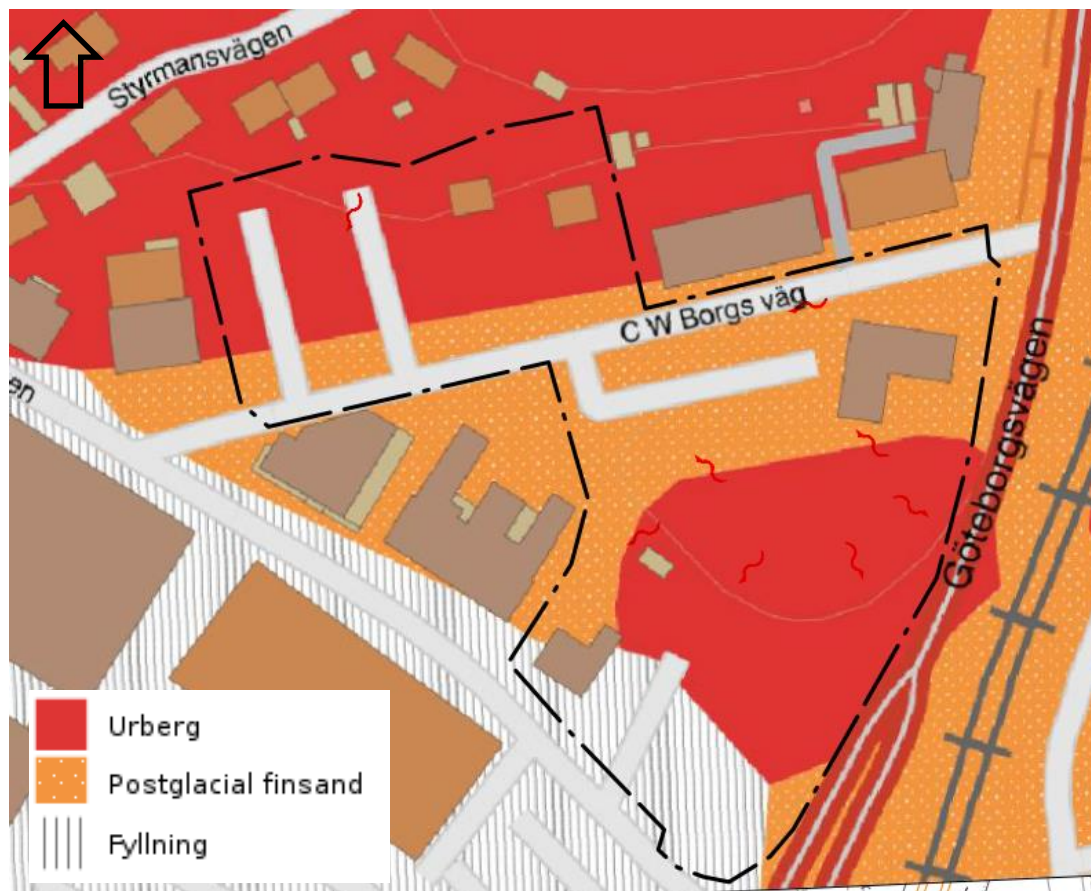 Styrmansvägen
C W Borgs väg
en
Göteborgsvägen
Urberg
Postglacial finsand
Fyllning